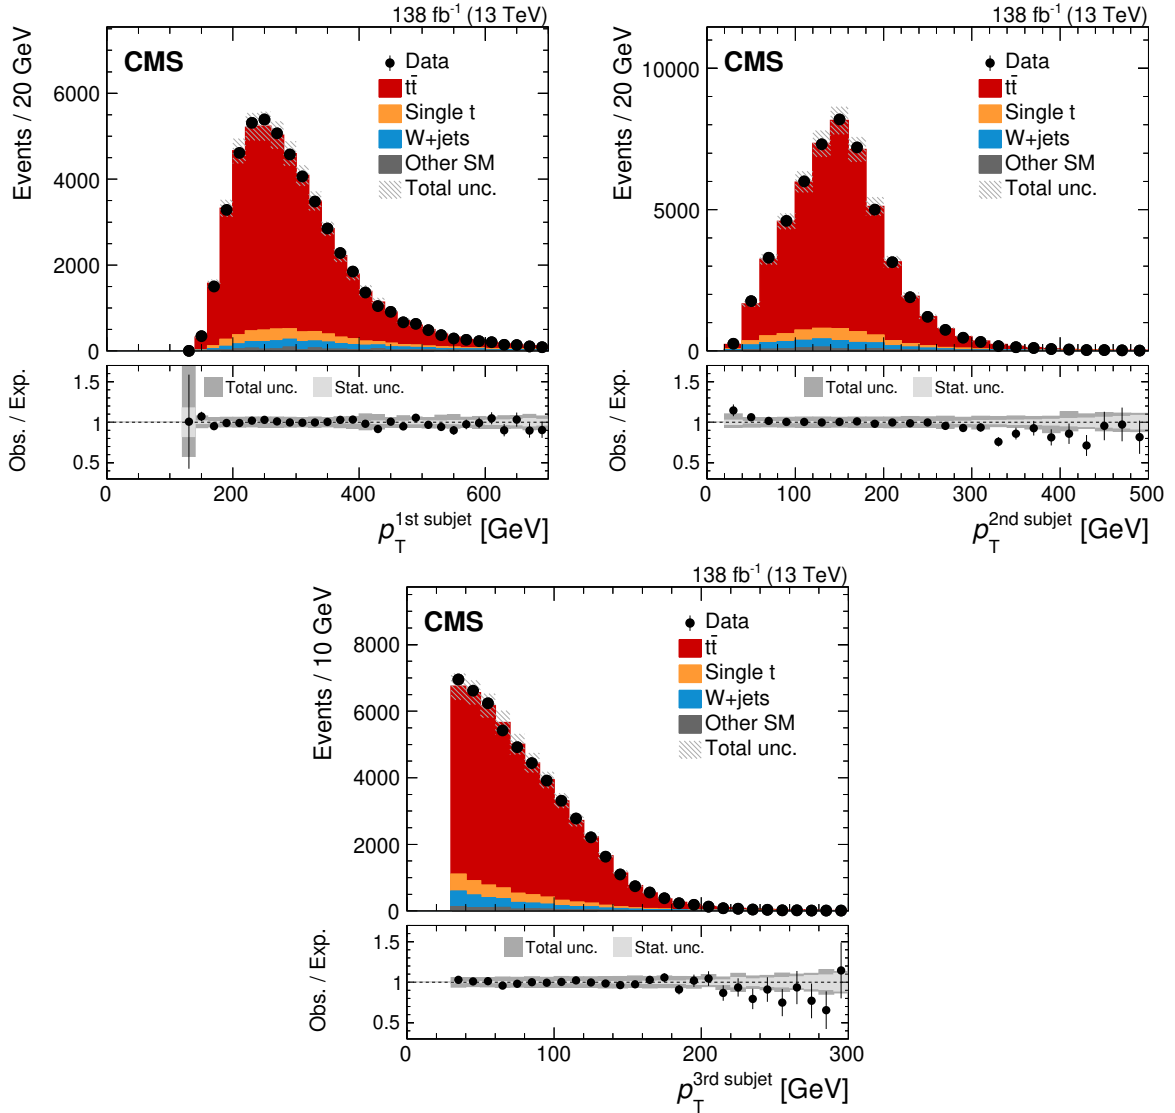 138 fb-1 (13 TeV)
Events / 20 GeV
CMS
Data
tt̄
Single t
W+jets
Other SM
Total unc.
6000
4000
2000
0
Obs. / Exp.
Total unc.
Stat. unc.
1.5
1
0.5
0 200 400 600
pT1st subjet [GeV]
138 fb-1 (13 TeV)
Events / 20 GeV
CMS
Data
tt̄
Single t
W+jets
Other SM
Total unc.
10000
5000
0
Obs. / Exp.
Total unc.
Stat. unc.
1.5
1
0.5
0 100 200 300 400 500
pT2nd subjet [GeV]
138 fb-1 (13 TeV)
Events / 10 GeV
CMS
Data
tt̄
Single t
W+jets
Other SM
Total unc.
8000
6000
4000
2000
0
Obs. / Exp.
Total unc.
Stat. unc.
1.5
1
0.5
0 100 200 300
pT3rd subjet [GeV]